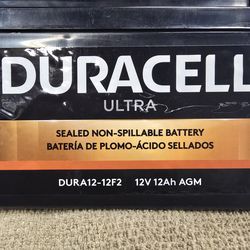 DURACELL
ULTRA
SEALED NON-SPILLABLE BATTERY
BATERÍA DE PLOMO-ÁCIDO SELLADOS
DURA12-12F2 12V 12Ah AGM